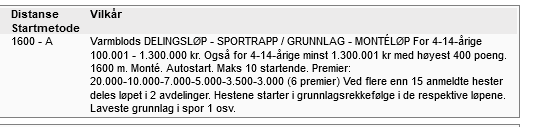 Distanse Vilkår
Startmetode
1600 - A Varmblods DELINGSLØP - SPORTRAPP / GRUNNLAG - MONTÉLØP For 4-14-årige
100.001 - 1.300.000 kr. Også for 4-14-årige minst 1.300.001 kr med høyest 400 poeng.
1600 m. Monté. Autostart. Maks 10 startende. Premier:
20.000-10.000-7.000-5.000-3.500-3.000 (6 premier) Ved flere enn 15 anmeldte hester
deles løpet i 2 avdelinger. Hestene starter i grunnlagsrekkefølge i de respektive løpene.
Laveste grunnlag i spor 1 osv.